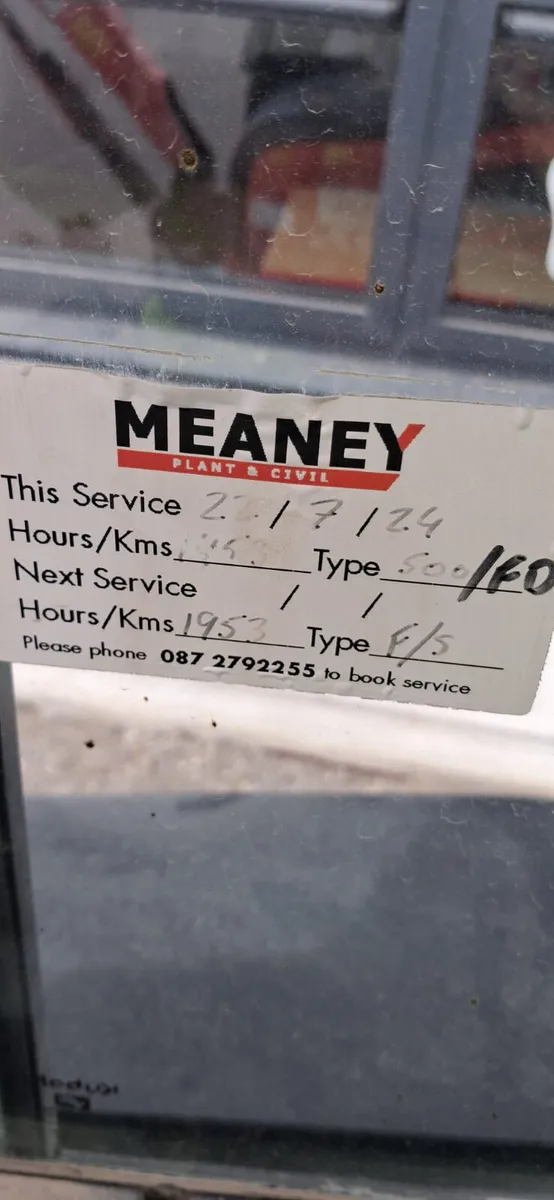 MEANEY
PLANT & CIVIL
This Service / 7 / 24
Hours/Kms Type 500/FO
Next Service / /
Hours/Kms 1953 Type F/S
Please phone 087 2792255 to book service
Kubota